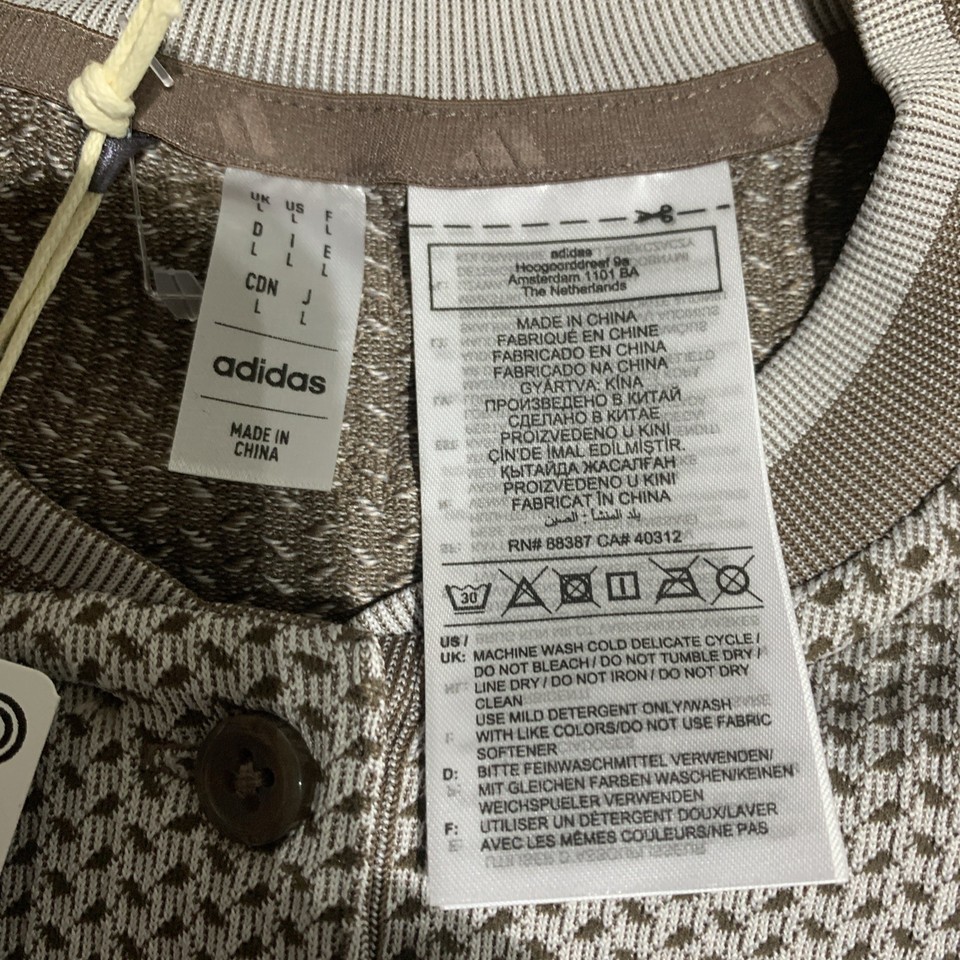 UK US F
L L L
D I E
L L L
CDN J
L L
adidas
MADE IN
CHINA
adidas
Hoogoorddreef 9a
Amsterdam 1101 BA
The Netherlands
MADE IN CHINA
FABRIQUÉ EN CHINE
FABRICADO EN CHINA
FABRICADO NA CHINA
GYÁRTVA: KÍNA
ПРОИЗВЕДЕНО В КИТАЙ
СДЕЛАНО В КИТАЕ
PROIZVEDENO U KINI
ÇİN'DE İMAL EDİLMİŞTİR.
ҚЫТАЙДА ЖАСАЛҒАН
PROIZVEDENO U KINI
FABRICAT ÎN CHINA
بلد المنشأ : الصين
RN# 88387 CA# 40312
30°
US /
UK: MACHINE WASH COLD DELICATE CYCLE /
DO NOT BLEACH / DO NOT TUMBLE DRY /
LINE DRY / DO NOT IRON / DO NOT DRY
CLEAN
USE MILD DETERGENT ONLY/WASH
WITH LIKE COLORS/DO NOT USE FABRIC
SOFTENER
D: BITTE FEINWASCHMITTEL VERWENDEN/
MIT GLEICHEN FARBEN WASCHEN/KEINEN
WEICHSPUELER VERWENDEN
F: UTILISER UN DÉTERGENT DOUX/LAVER
AVEC LES MÊMES COULEURS/NE PAS